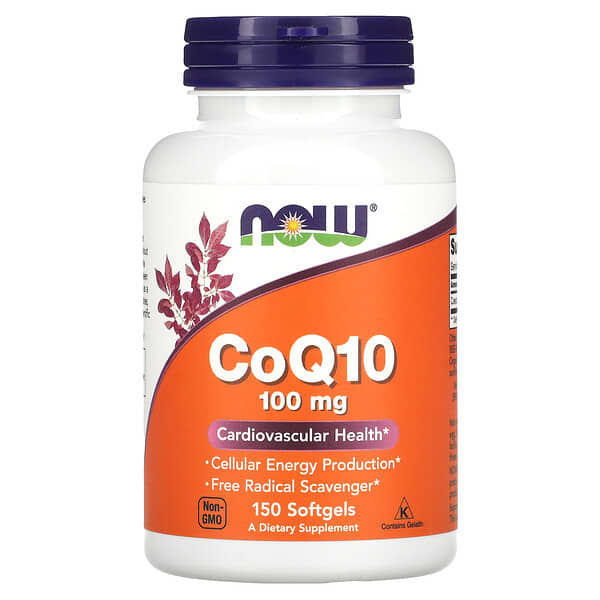 NOW®
CoQ10
100 mg
Cardiovascular Health*
• Cellular Energy Production*
• Free Radical Scavenger*
150 Softgels
A Dietary Supplement
Non-
GMO
K
Contains Gelatin